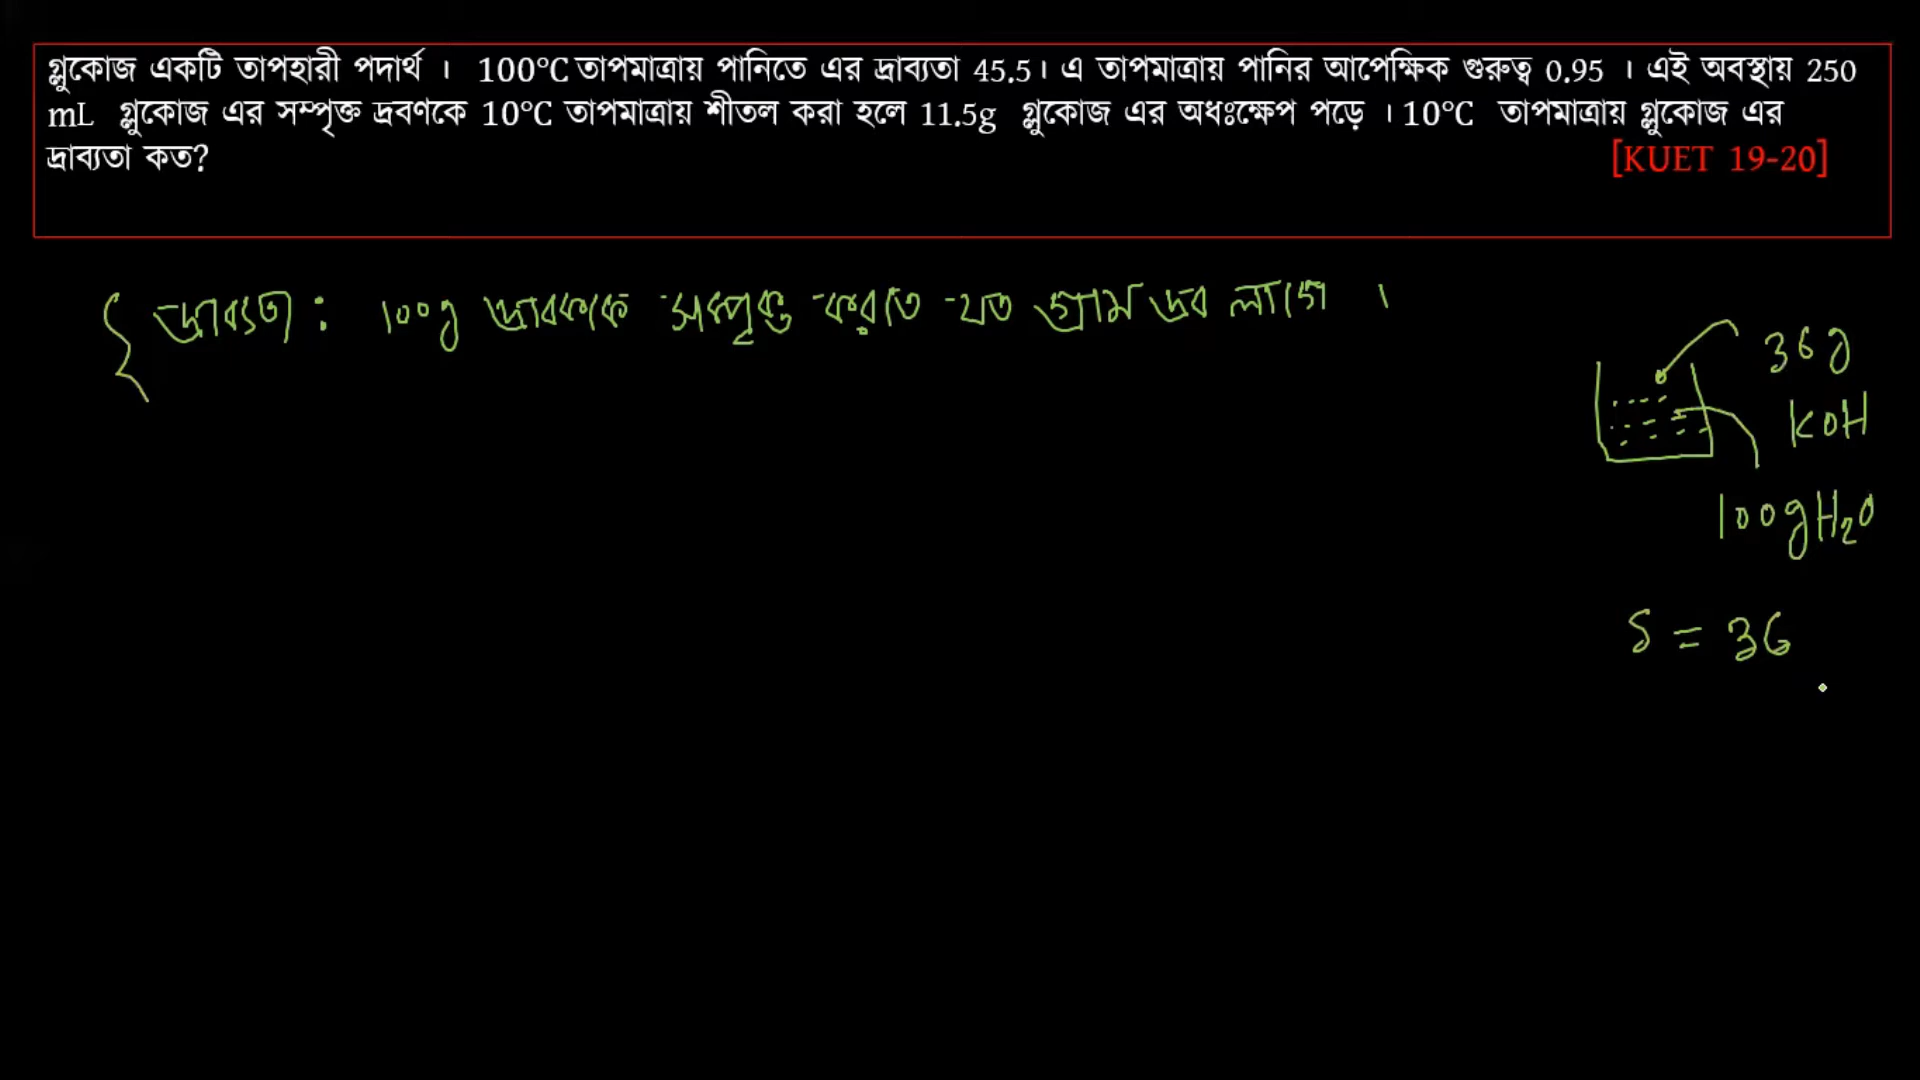 গ্লুকোজ একটি তাপহারী পদার্থ । 100°C তাপমাত্রায় পানিতে এর দ্রাব্যতা 45.5। এ তাপমাত্রায় পানির আপেক্ষিক গুরুত্ব 0.95 । এই অবস্থায় 250
mL গ্লুকোজ এর সম্পৃক্ত দ্রবণকে 10°C তাপমাত্রায় শীতল করা হলে 11.5g গ্লুকোজ এর অধঃক্ষেপ পড়ে । 10°C তাপমাত্রায় গ্লুকোজ এর
দ্রাব্যতা কত?
[KUET 19-20]
দ্রাব্যতা : 100g দ্রাবককে সম্পৃক্ত করতে যত গ্রাম দ্রব লাগে ।
36g
KOH
100gH₂O
S = 36